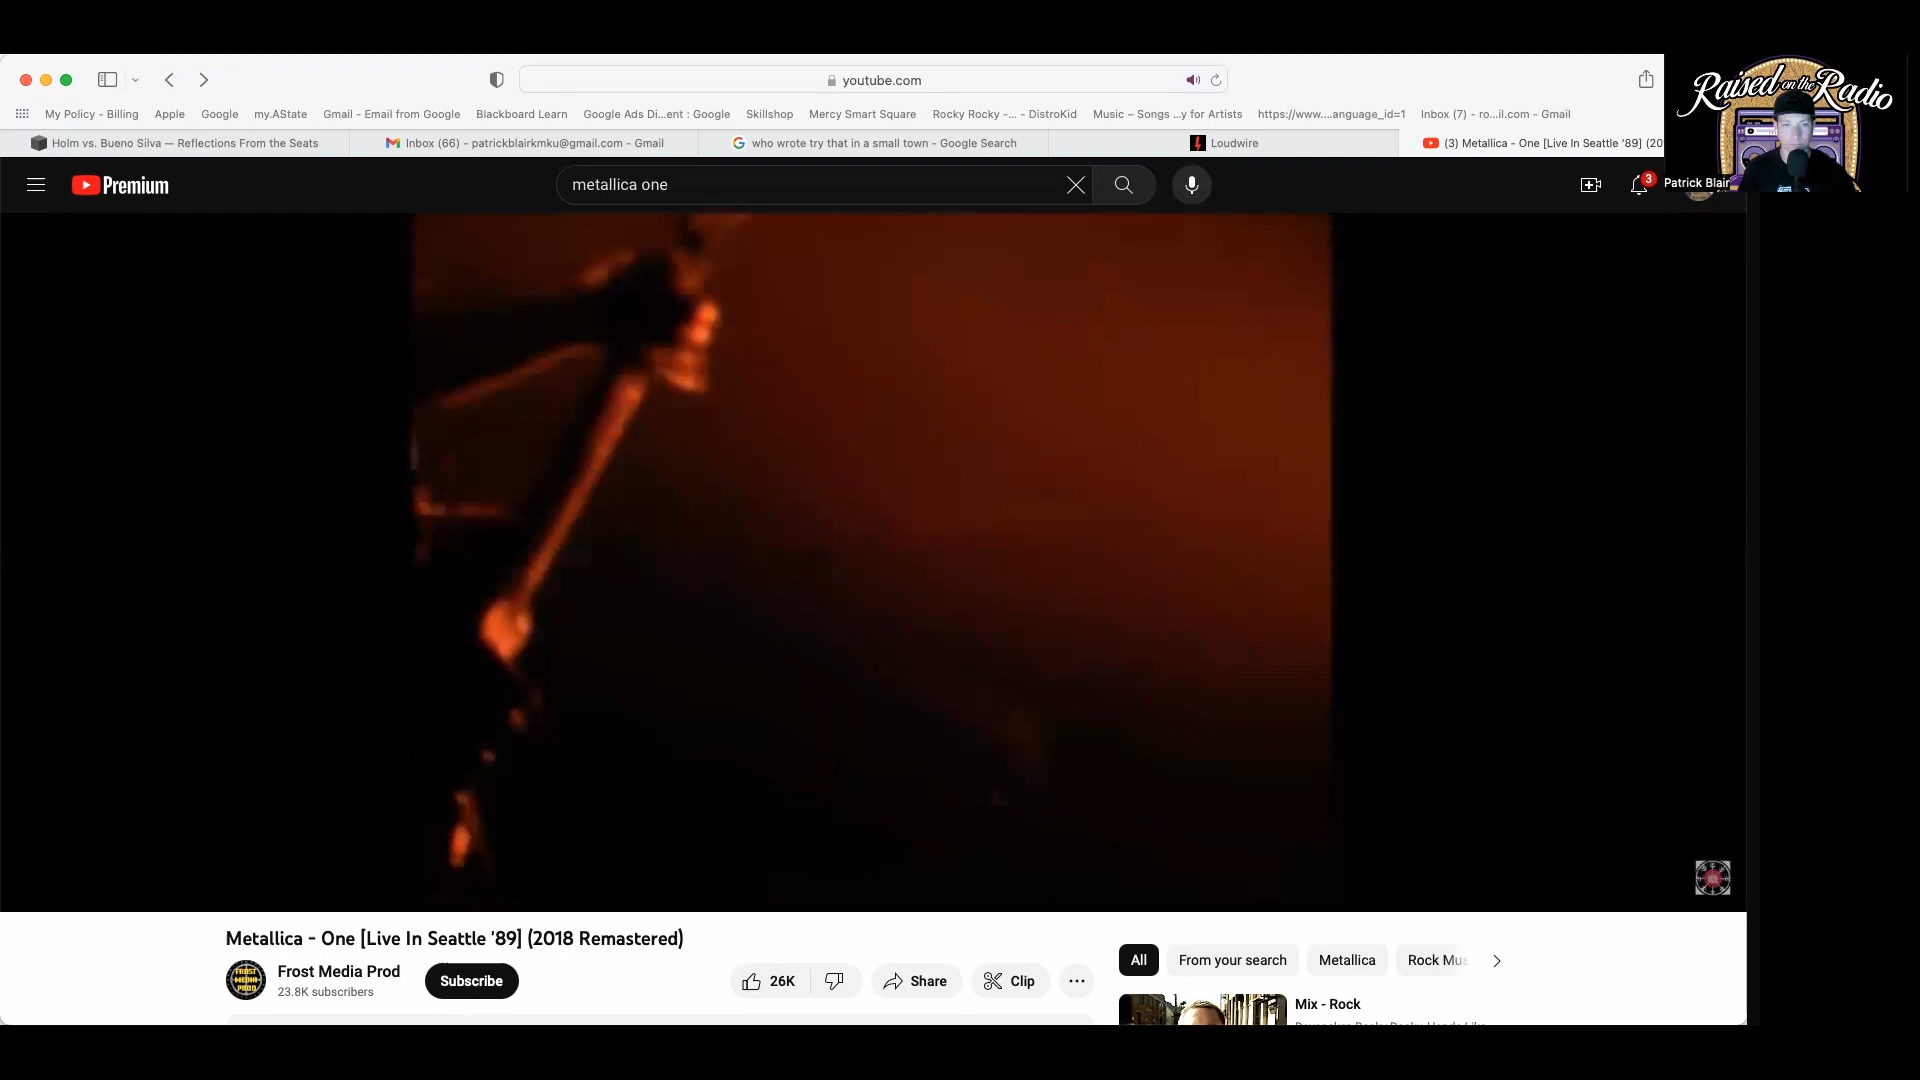 youtube.com
Raised on the Radio
My Policy - Billing Apple Google my.AState Gmail - Email from Google Blackboard Learn Google Ads Di...ent : Google Skillshop Mercy Smart Square Rocky Rocky -... - DistroKid Music – Songs ...y for Artists https://www....anguage_id=1 Inbox (7) - ro...il.com - Gmail
Holm vs. Bueno Silva — Reflections From the Seats Inbox (66) - patrickblairkmku@gmail.com - Gmail who wrote try that in a small town - Google Search Loudwire (3) Metallica - One [Live In Seattle '89] (20
Premium
metallica one
3
Patrick Blair
Metallica - One [Live In Seattle '89] (2018 Remastered)
FROST MEDIA PROD
Frost Media Prod
23.8K subscribers
Subscribe
26K
Share
Clip
All
From your search
Metallica
Rock Mus
Mix - Rock